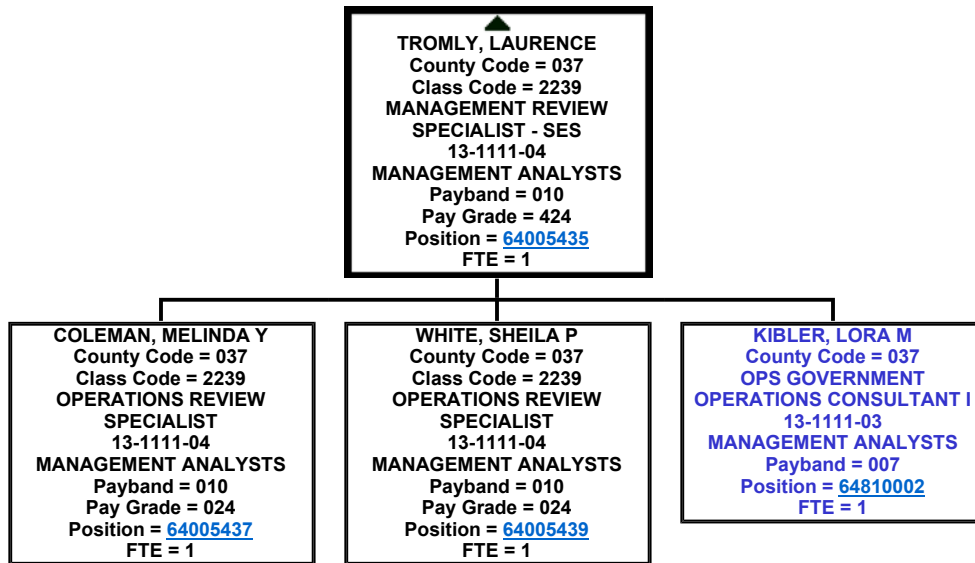 TROMLY, LAURENCE
County Code = 037
Class Code = 2239
MANAGEMENT REVIEW
SPECIALIST - SES
13-1111-04
MANAGEMENT ANALYSTS
Payband = 010
Pay Grade = 424
Position = 64005435
FTE = 1
COLEMAN, MELINDA Y
County Code = 037
Class Code = 2239
OPERATIONS REVIEW
SPECIALIST
13-1111-04
MANAGEMENT ANALYSTS
Payband = 010
Pay Grade = 024
Position = 64005437
FTE = 1
WHITE, SHEILA P
County Code = 037
Class Code = 2239
OPERATIONS REVIEW
SPECIALIST
13-1111-04
MANAGEMENT ANALYSTS
Payband = 010
Pay Grade = 024
Position = 64005439
FTE = 1
KIBLER, LORA M
County Code = 037
OPS GOVERNMENT
OPERATIONS CONSULTANT I
13-1111-03
MANAGEMENT ANALYSTS
Payband = 007
Position = 64810002
FTE = 1